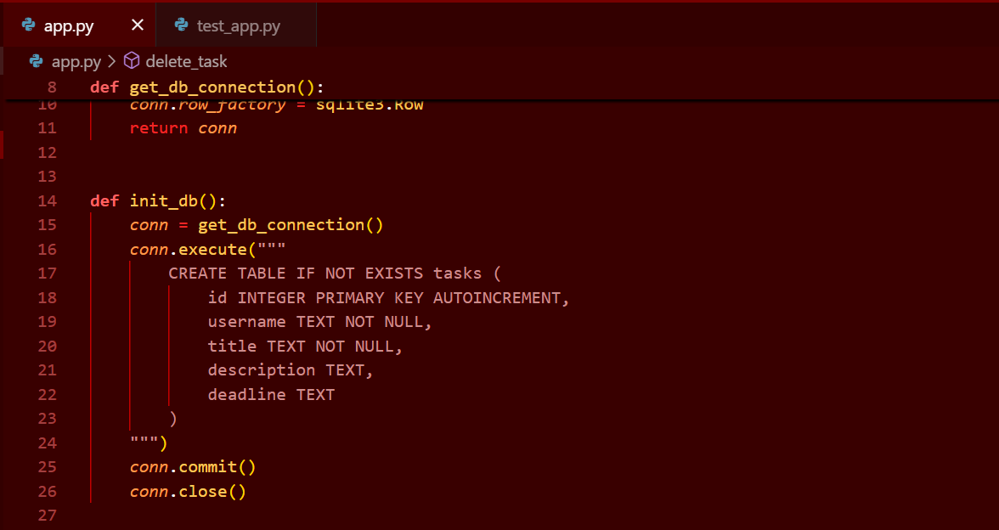 app.py
test_app.py
app.py > delete_task
8 def get_db_connection():
10     conn.row_factory = sqlite3.Row
11     return conn
12
13
14 def init_db():
15     conn = get_db_connection()
16     conn.execute("""
17         CREATE TABLE IF NOT EXISTS tasks (
18             id INTEGER PRIMARY KEY AUTOINCREMENT,
19             username TEXT NOT NULL,
20             title TEXT NOT NULL,
21             description TEXT,
22             deadline TEXT
23         )
24     """)
25     conn.commit()
26     conn.close()
27